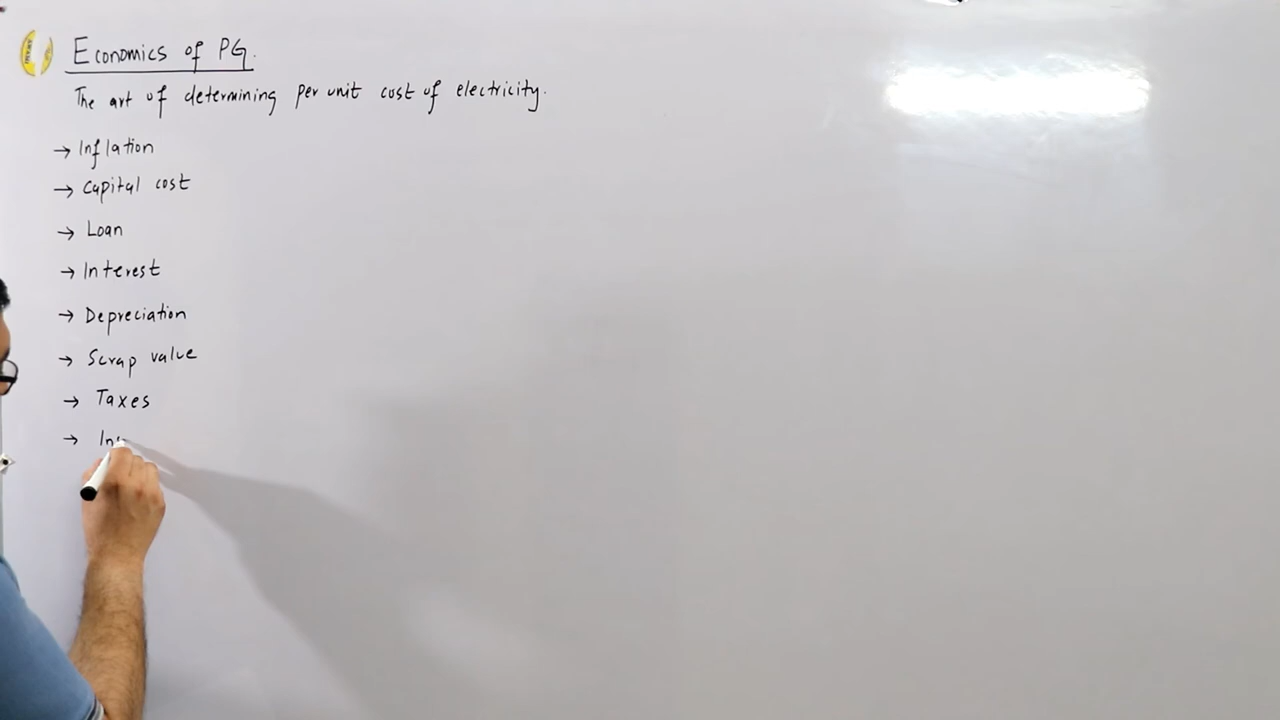 Economics of PG.
The art of determining per unit cost of electricity.
→ Inflation
→ Capital cost
→ Loan
→ Interest
→ Depreciation
→ Scrap value
→ Taxes
→ Ins